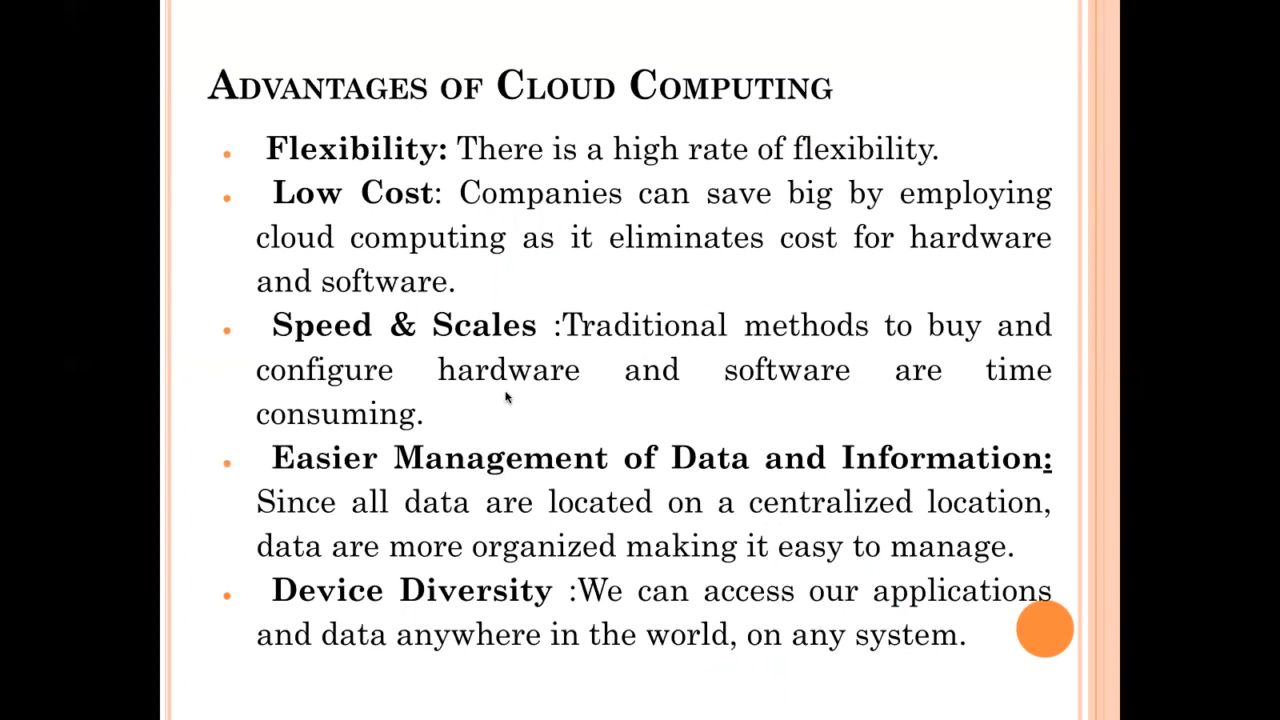 ADVANTAGES OF CLOUD COMPUTING
• Flexibility: There is a high rate of flexibility.
• Low Cost: Companies can save big by employing
cloud computing as it eliminates cost for hardware
and software.
• Speed & Scales :Traditional methods to buy and
configure hardware and software are time
consuming.
• Easier Management of Data and Information:
Since all data are located on a centralized location,
data are more organized making it easy to manage.
• Device Diversity :We can access our applications
and data anywhere in the world, on any system.